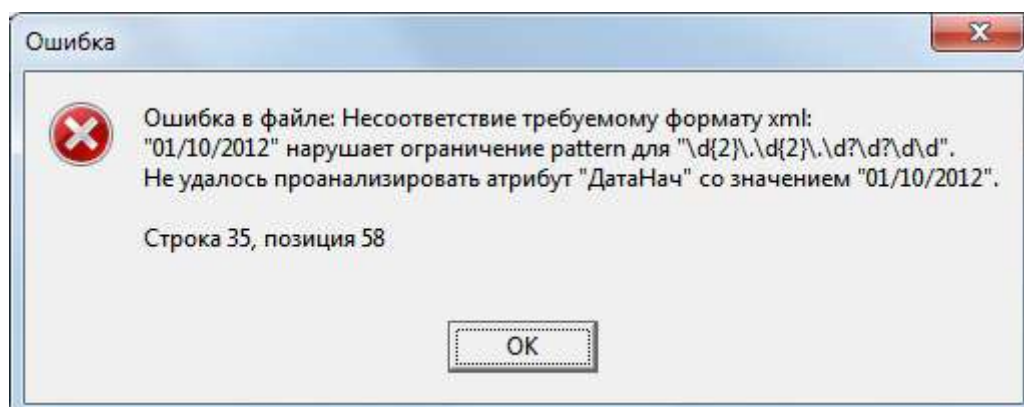 Ошибка
Ошибка в файле: Несоответствие требуемому формату xml:
"01/10/2012" нарушает ограничение pattern для "\d{2}\.\d{2}\.\d?\d?\d\d".
Не удалось проанализировать атрибут "ДатаНач" со значением "01/10/2012".
Строка 35, позиция 58
OK